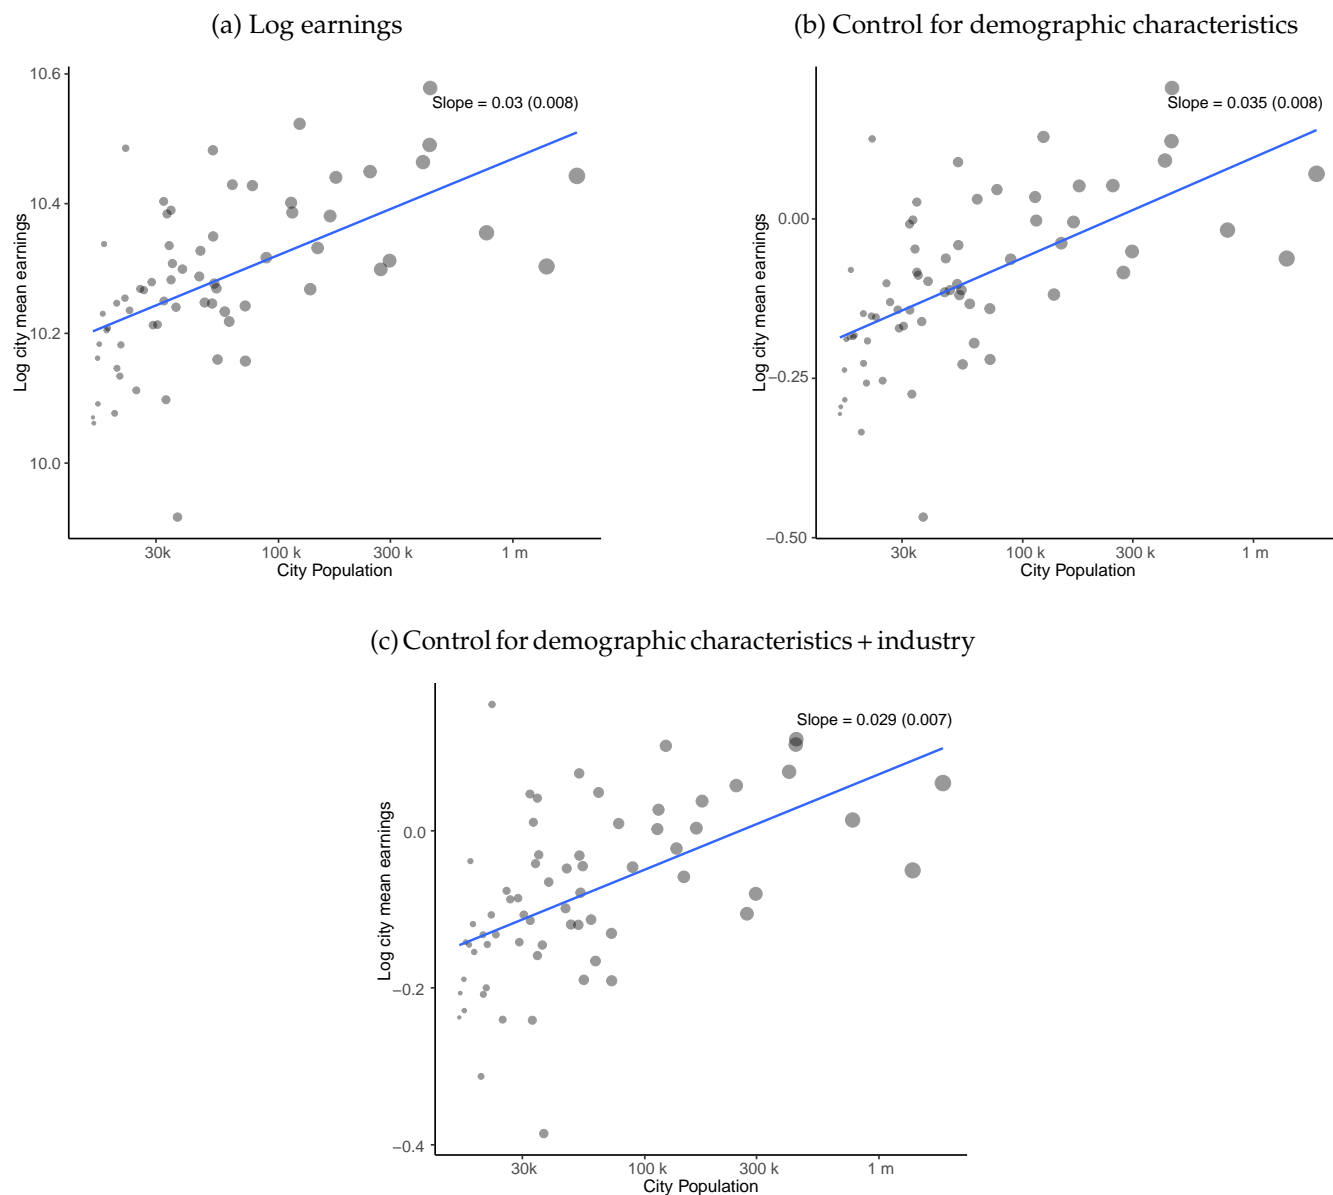 (a) Log earnings
10.6
10.4
10.2
10.0
Log city mean earnings
Slope = 0.03 (0.008)
30k
100 k
300 k
1 m
City Population
(b) Control for demographic characteristics
0.00
−0.25
−0.50
Log city mean earnings
Slope = 0.035 (0.008)
30k
100 k
300 k
1 m
City Population
(c) Control for demographic characteristics + industry
0.0
−0.2
−0.4
Log city mean earnings
Slope = 0.029 (0.007)
30k
100 k
300 k
1 m
City Population